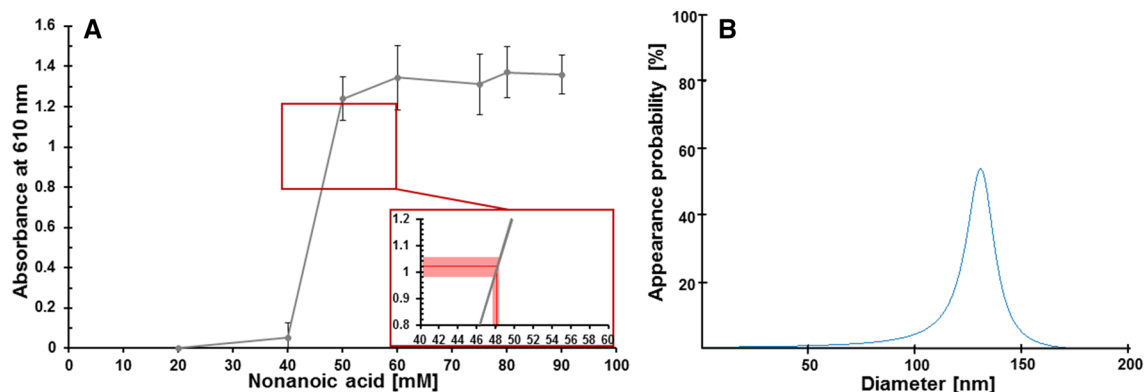 A
Absorbance at 610 nm
1.6
1.4
1.2
1
0.8
0.6
0.4
0.2
0
0 10 20 30 40 50 60 70 80 90 100
Nonanoic acid [mM]
1.2
1.1
1
0.9
0.8
40 42 44 46 48 50 52 54 56 58 60
B
Appearance probability [%]
100
80
60
40
20
50 100 150 200
Diameter [nm]